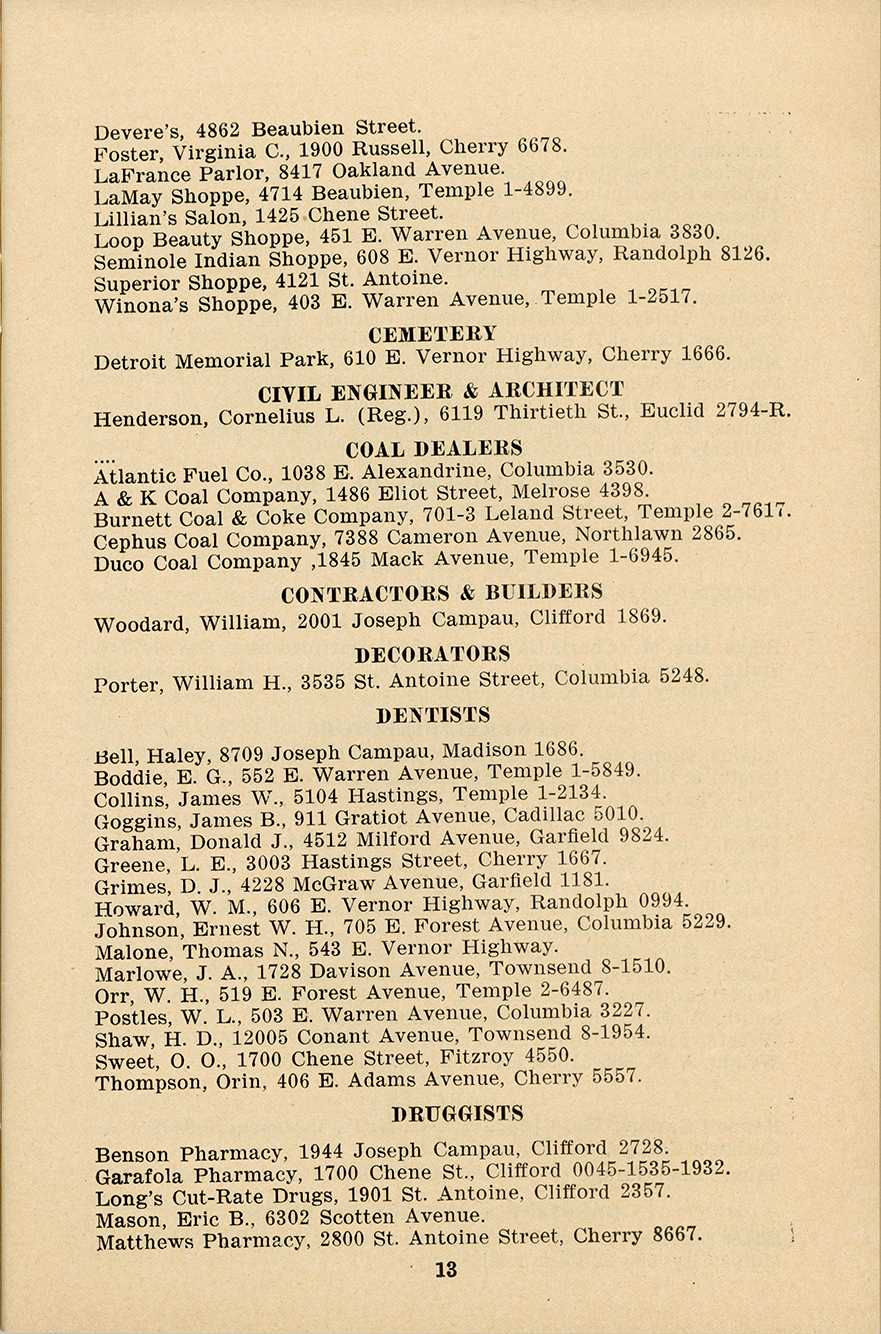 Devere's, 4862 Beaubien Street.
Foster, Virginia C., 1900 Russell, Cherry 6678.
LaFrance Parlor, 8417 Oakland Avenue.
LaMay Shoppe, 4714 Beaubien, Temple 1-4899.
Lillian's Salon, 1425 Chene Street.
Loop Beauty Shoppe, 451 E. Warren Avenue, Columbia 3830.
Seminole Indian Shoppe, 608 E. Vernor Highway, Randolph 8126.
Superior Shoppe, 4121 St. Antoine.
Winona's Shoppe, 403 E. Warren Avenue, Temple 1-2517.
CEMETERY
Detroit Memorial Park, 610 E. Vernor Highway, Cherry 1666.
CIVIL ENGINEER & ARCHITECT
Henderson, Cornelius L. (Reg.), 6119 Thirtieth St., Euclid 2794-R.
COAL DEALERS
....
Atlantic Fuel Co., 1038 E. Alexandrine, Columbia 3530.
A & K Coal Company, 1486 Eliot Street, Melrose 4398.
Burnett Coal & Coke Company, 701-3 Leland Street, Temple 2-7617.
Cephus Coal Company, 7388 Cameron Avenue, Northlawn 2865.
Duco Coal Company ,1845 Mack Avenue, Temple 1-6945.
CONTRACTORS & BUILDERS
Woodard, William, 2001 Joseph Campau, Clifford 1869.
DECORATORS
Porter, William H., 3535 St. Antoine Street, Columbia 5248.
DENTISTS
Bell, Haley, 8709 Joseph Campau, Madison 1686.
Boddie, E. G., 552 E. Warren Avenue, Temple 1-5849.
Collins, James W., 5104 Hastings, Temple 1-2134.
Goggins, James B., 911 Gratiot Avenue, Cadillac 5010.
Graham, Donald J., 4512 Milford Avenue, Garfield 9824.
Greene, L. E., 3003 Hastings Street, Cherry 1667.
Grimes, D. J., 4228 McGraw Avenue, Garfield 1181.
Howard, W. M., 606 E. Vernor Highway, Randolph 0994.
Johnson, Ernest W. H., 705 E. Forest Avenue, Columbia 5229.
Malone, Thomas N., 543 E. Vernor Highway.
Marlowe, J. A., 1728 Davison Avenue, Townsend 8-1510.
Orr, W. H., 519 E. Forest Avenue, Temple 2-6487.
Postles, W. L., 503 E. Warren Avenue, Columbia 3227.
Shaw, H. D., 12005 Conant Avenue, Townsend 8-1954.
Sweet, O. O., 1700 Chene Street, Fitzroy 4550.
Thompson, Orin, 406 E. Adams Avenue, Cherry 5557.
DRUGGISTS
Benson Pharmacy, 1944 Joseph Campau, Clifford 2728.
Garafola Pharmacy, 1700 Chene St., Clifford 0045-1535-1932.
Long's Cut-Rate Drugs, 1901 St. Antoine, Clifford 2357.
Mason, Eric B., 6302 Scotten Avenue.
Matthews Pharmacy, 2800 St. Antoine Street, Cherry 8667.
13